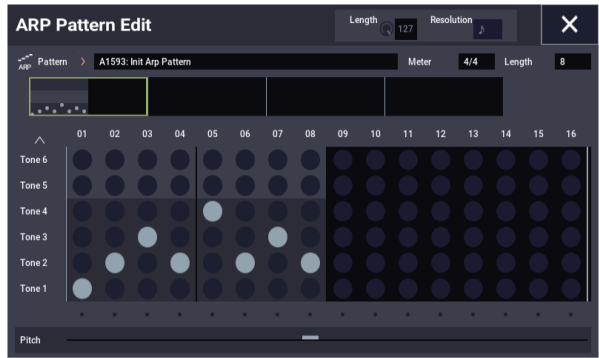 ARP Pattern Edit
Length 127 Resolution ♪
ARP Pattern > A1593: Init Arp Pattern Meter 4/4 Length 8
01 02 03 04 05 06 07 08 09 10 11 12 13 14 15 16
Tone 6
Tone 5
Tone 4
Tone 3
Tone 2
Tone 1
Pitch